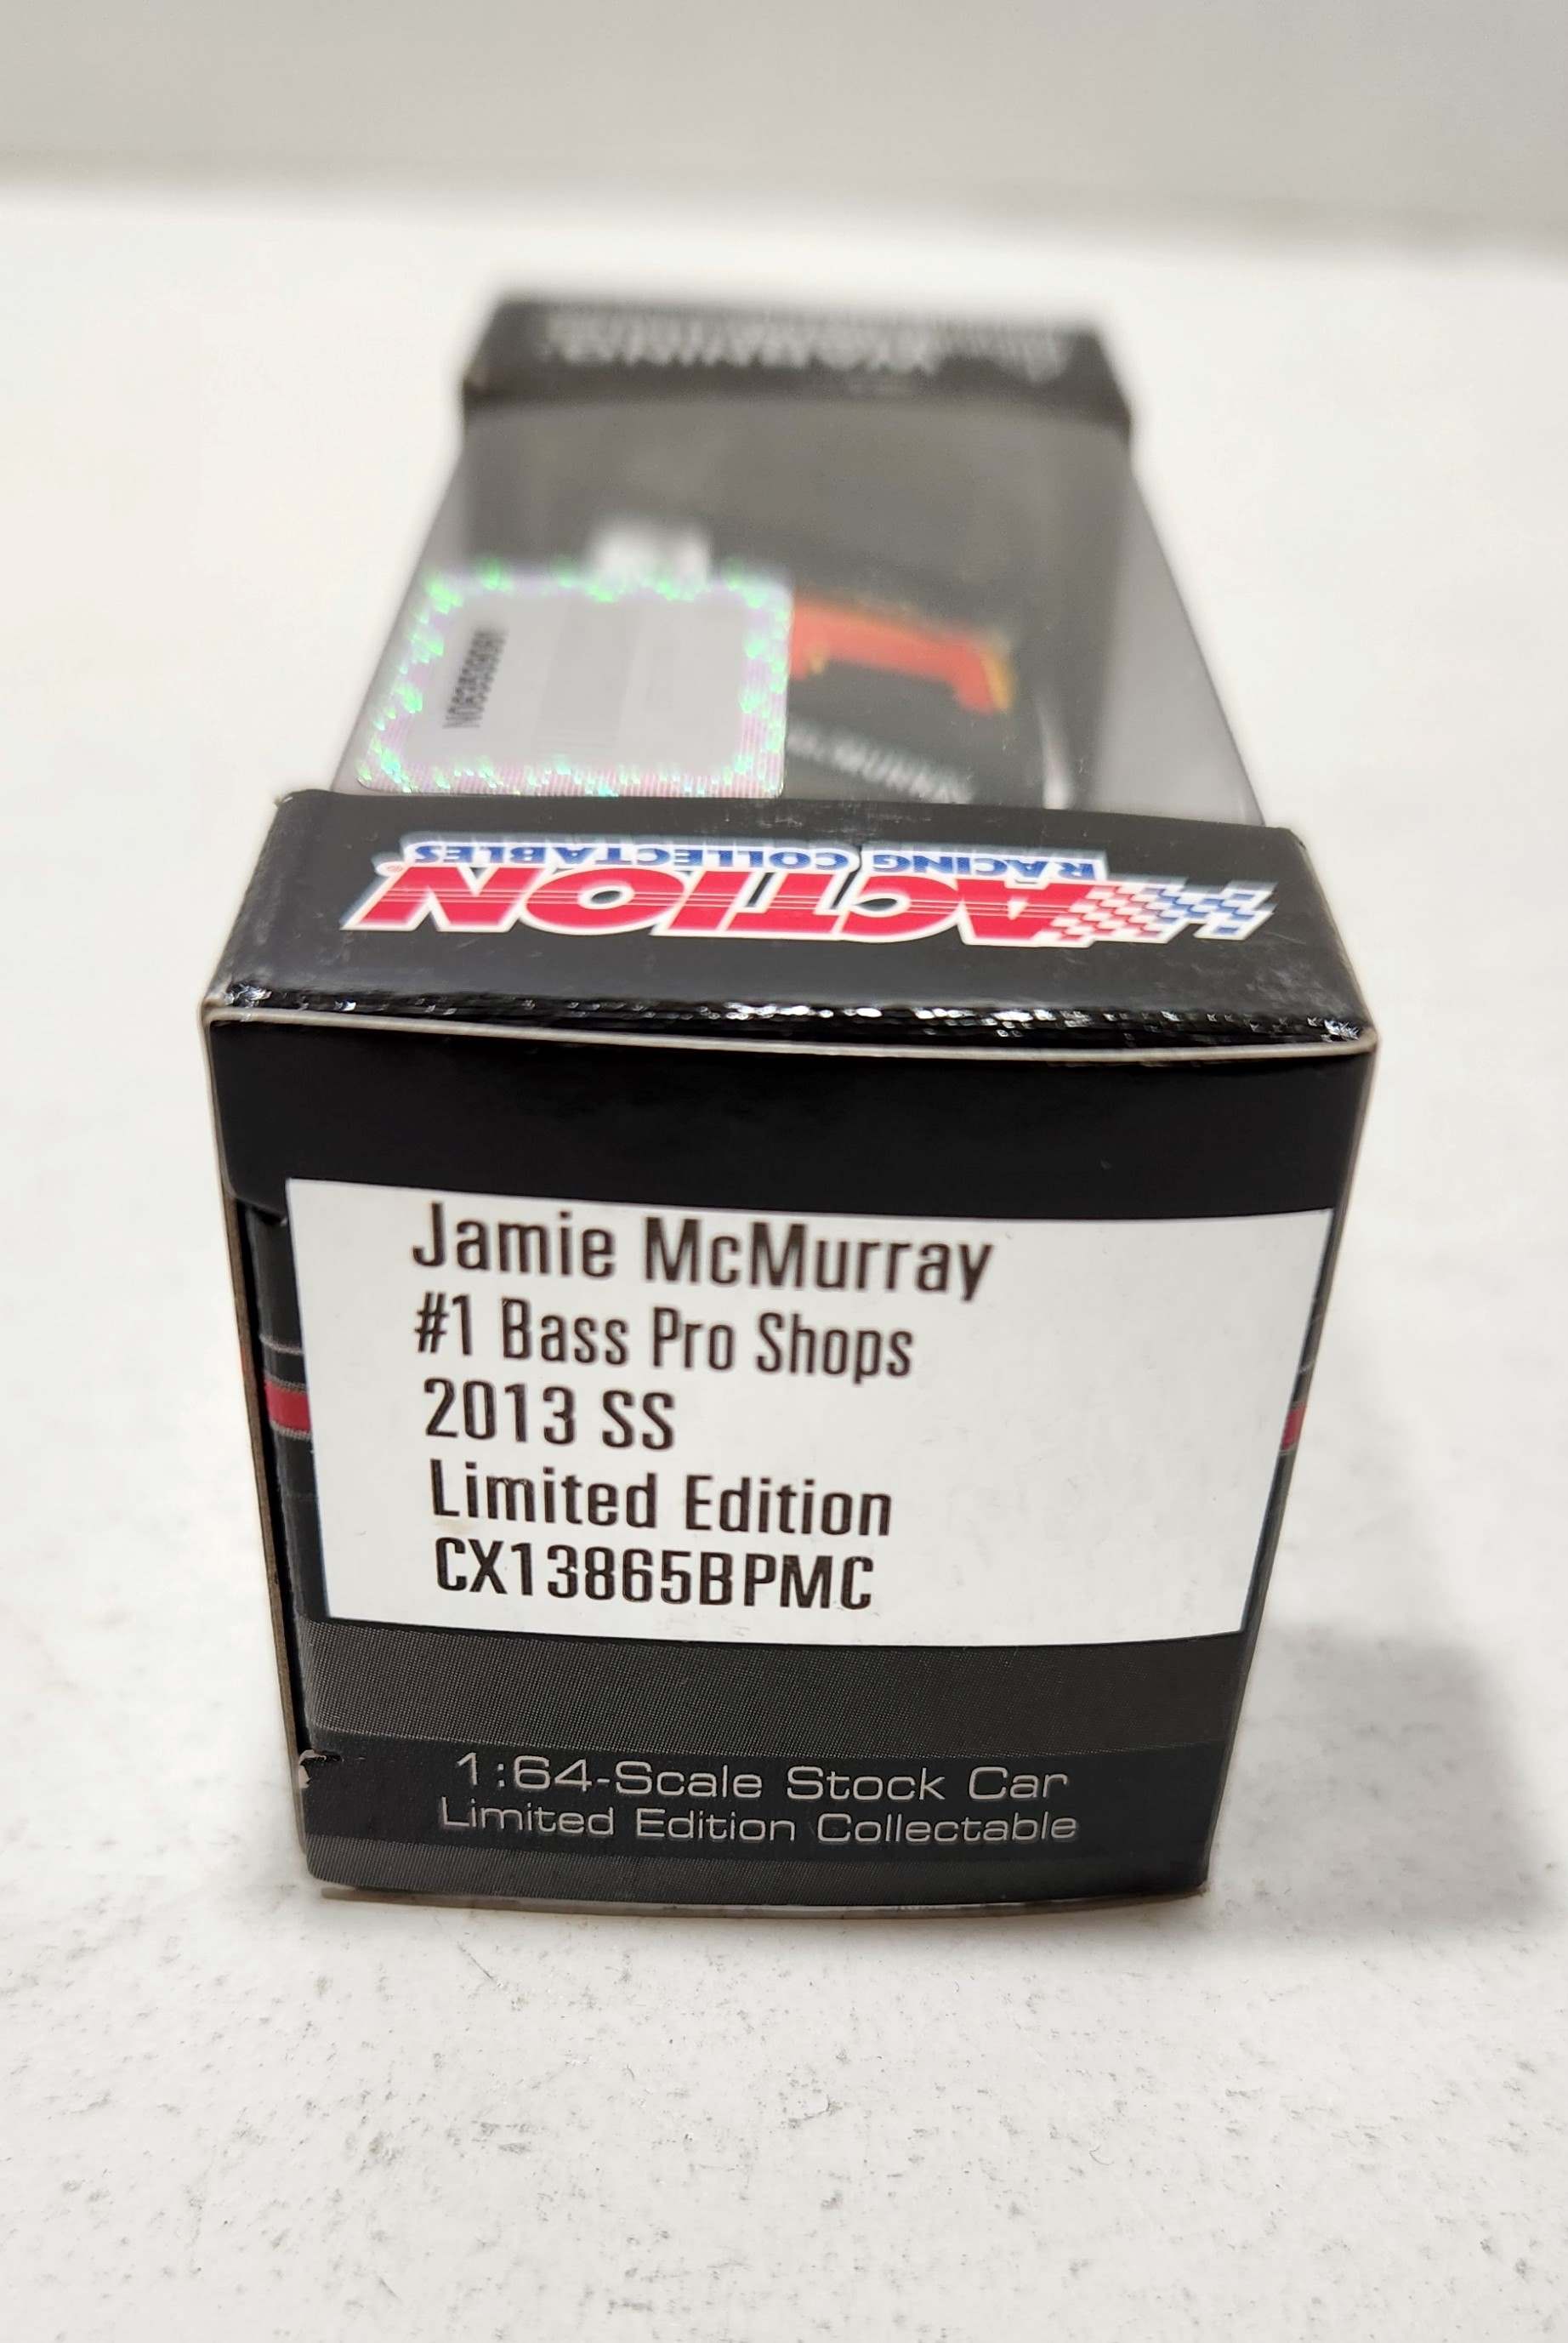 ACTION
RACING COLLECTABLES
Jamie McMurray
#1 Bass Pro Shops
2013 SS
Limited Edition
CX13865BPMC
1:64-Scale Stock Car
Limited Edition Collectable